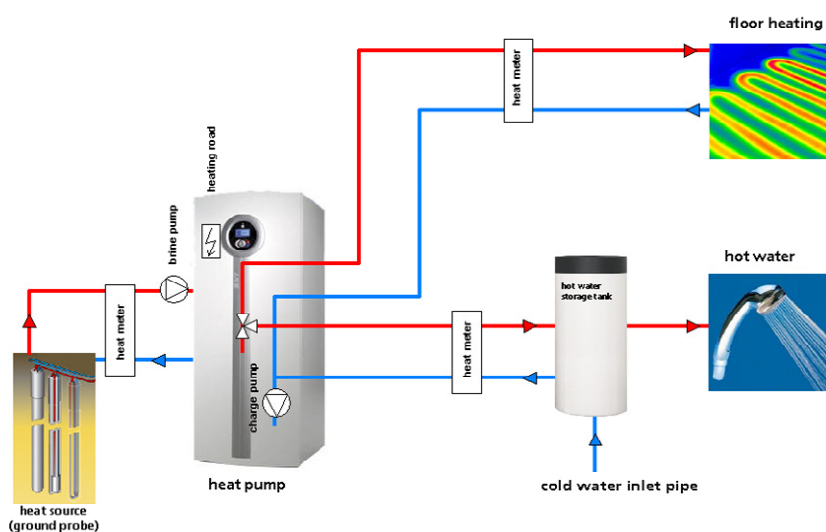 floor heating
heat meter
heating road
brine pump
hot water
hot water
storage tank
heat meter
heat meter
charge pump
heat pump
cold water inlet pipe
heat source
(ground probe)